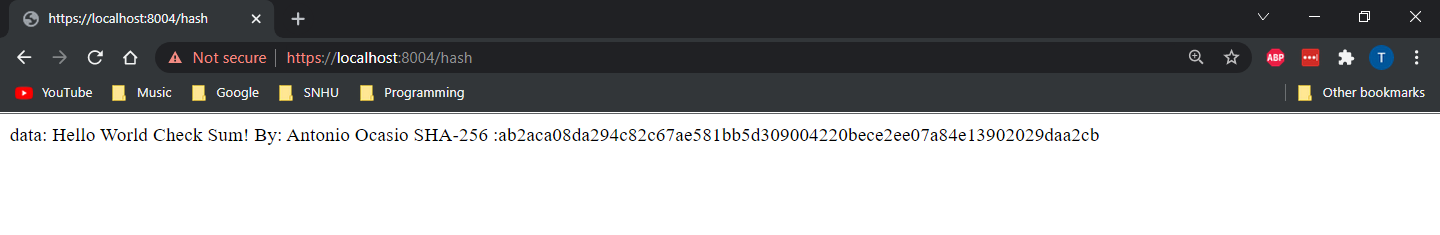 https://localhost:8004/hash
Not secure https://localhost:8004/hash ABP T
YouTube Music Google SNHU Programming Other bookmarks
data: Hello World Check Sum! By: Antonio Ocasio SHA-256 :ab2aca08da294c82c67ae581bb5d309004220bece2ee07a84e13902029daa2cb